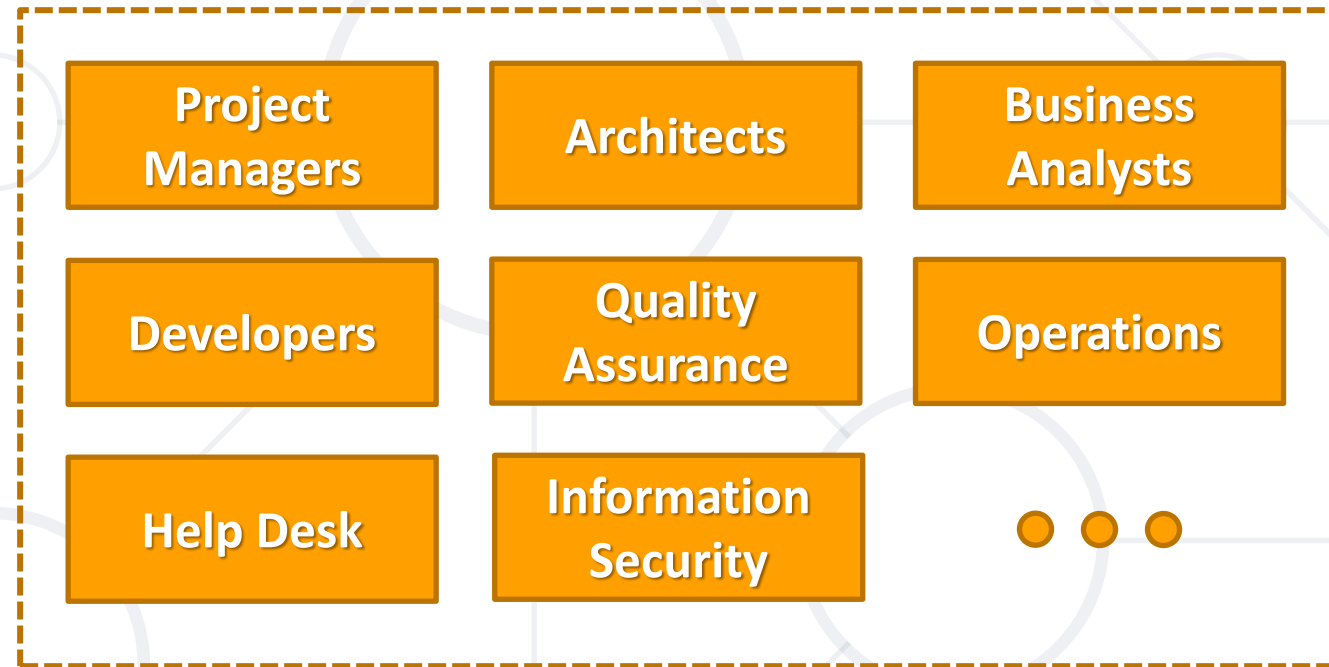 Project
Managers
Architects
Business
Analysts
Developers
Quality
Assurance
Operations
Help Desk
Information
Security